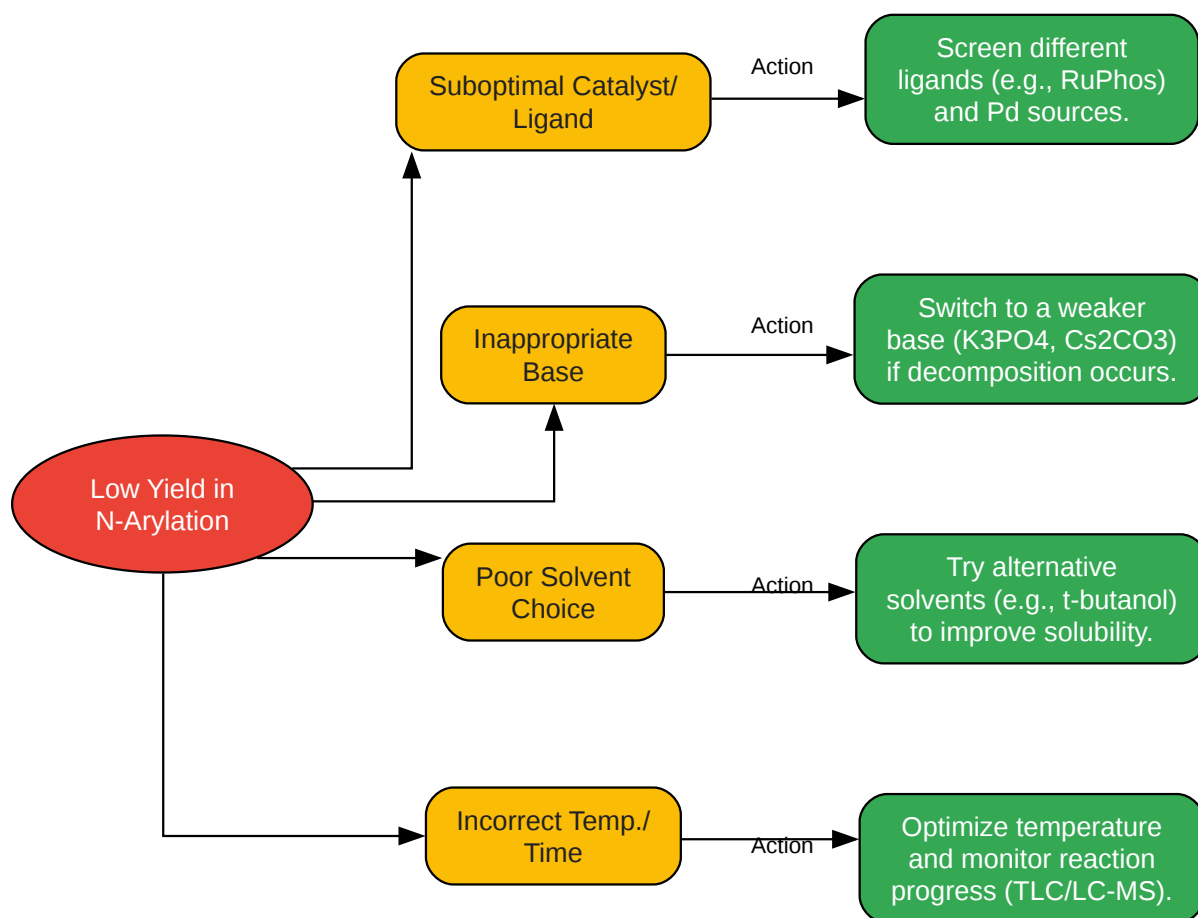 Suboptimal Catalyst/
Ligand
Action
Screen different
ligands (e.g., RuPhos)
and Pd sources.
Inappropriate
Base
Action
Switch to a weaker
base (K3PO4, Cs2CO3)
if decomposition occurs.
Low Yield in
N-Arylation
Poor Solvent
Choice
Action
Try alternative
solvents (e.g., t-butanol)
to improve solubility.
Incorrect Temp./
Time
Action
Optimize temperature
and monitor reaction
progress (TLC/LC-MS).